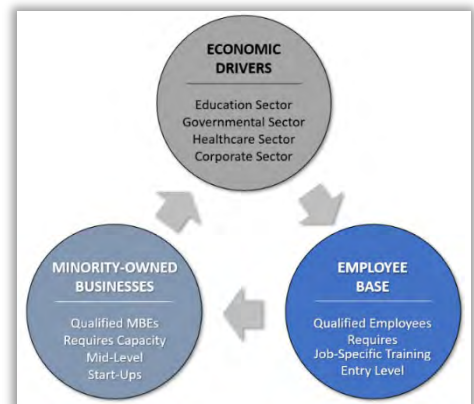 ECONOMIC
DRIVERS
Education Sector
Governmental Sector
Healthcare Sector
Corporate Sector
MINORITY-OWNED
BUSINESSES
Qualified MBEs
Requires Capacity
Mid-Level
Start-Ups
EMPLOYEE
BASE
Qualified Employees
Requires
Job-Specific Training
Entry Level